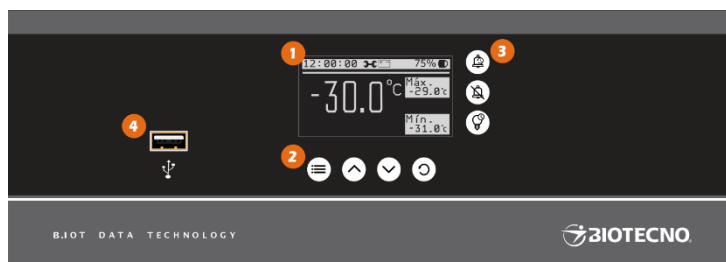 1
3
12:00:00 75%
-30.0°C
Máx.
-29.0°c
Mín.
-31.0°c
4
2
B.IOT DATA TECHNOLOGY
BIOTECNO